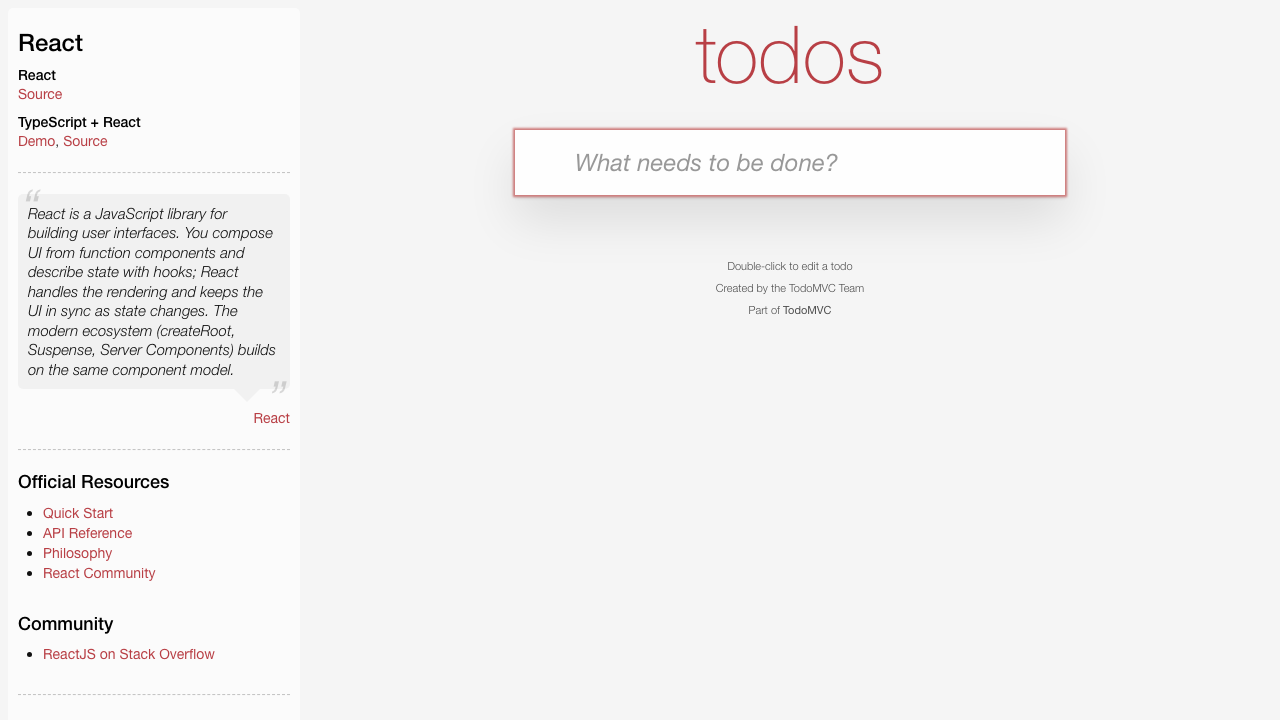 React
React
Source
TypeScript + React
Demo, Source
“
React is a JavaScript library for
building user interfaces. You compose
UI from function components and
describe state with hooks; React
handles the rendering and keeps the
UI in sync as state changes. The
modern ecosystem (createRoot,
Suspense, Server Components) builds
on the same component model.
”
React
Official Resources
• Quick Start
• API Reference
• Philosophy
• React Community
Community
• ReactJS on Stack Overflow
todos
What needs to be done?
Double-click to edit a todo
Created by the TodoMVC Team
Part of TodoMVC